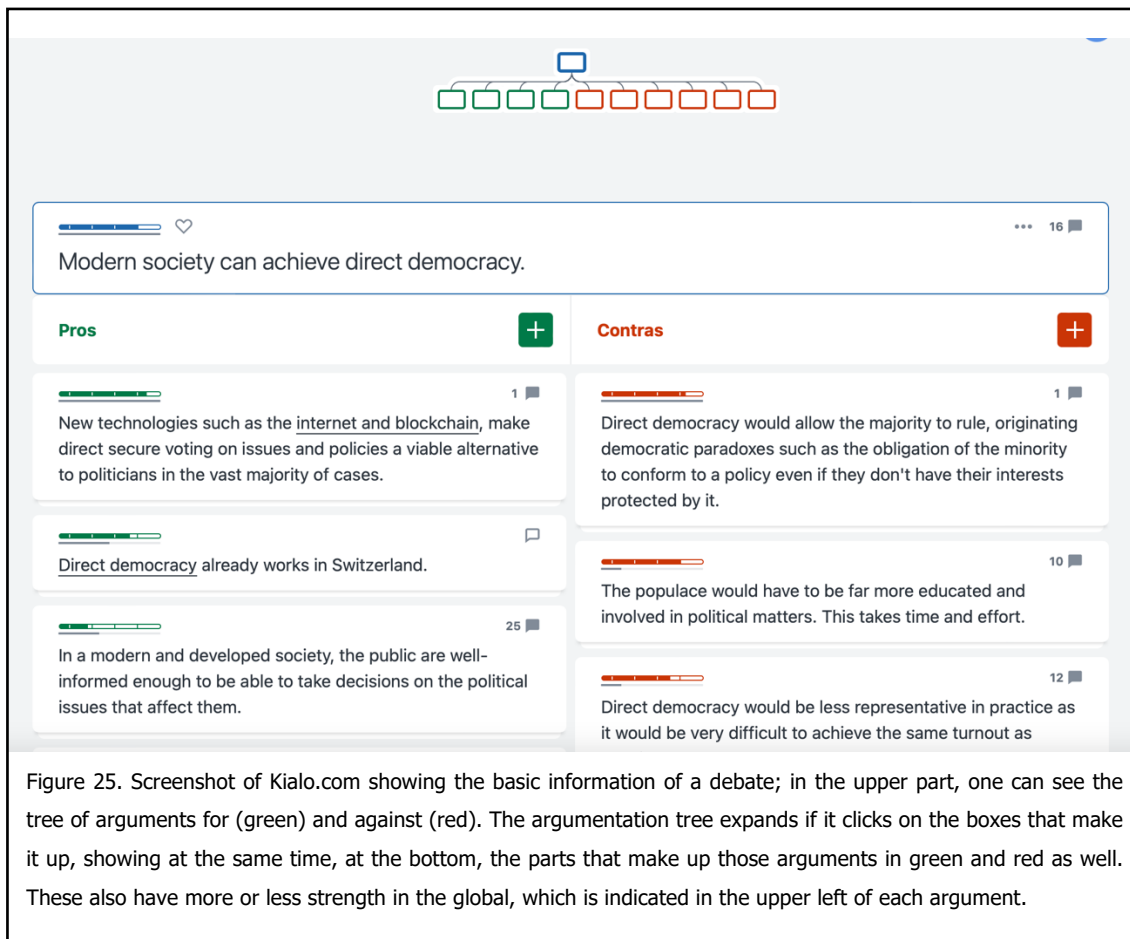 16
Modern society can achieve direct democracy.
Pros
Contras
1
New technologies such as the internet and blockchain, make
direct secure voting on issues and policies a viable alternative
to politicians in the vast majority of cases.
Direct democracy already works in Switzerland.
25
In a modern and developed society, the public are well-
informed enough to be able to take decisions on the political
issues that affect them.
1
Direct democracy would allow the majority to rule, originating
democratic paradoxes such as the obligation of the minority
to conform to a policy even if they don't have their interests
protected by it.
10
The populace would have to be far more educated and
involved in political matters. This takes time and effort.
12
Direct democracy would be less representative in practice as
it would be very difficult to achieve the same turnout as
Figure 25. Screenshot of Kialo.com showing the basic information of a debate; in the upper part, one can see the
tree of arguments for (green) and against (red). The argumentation tree expands if it clicks on the boxes that make
it up, showing at the same time, at the bottom, the parts that make up those arguments in green and red as well.
These also have more or less strength in the global, which is indicated in the upper left of each argument.